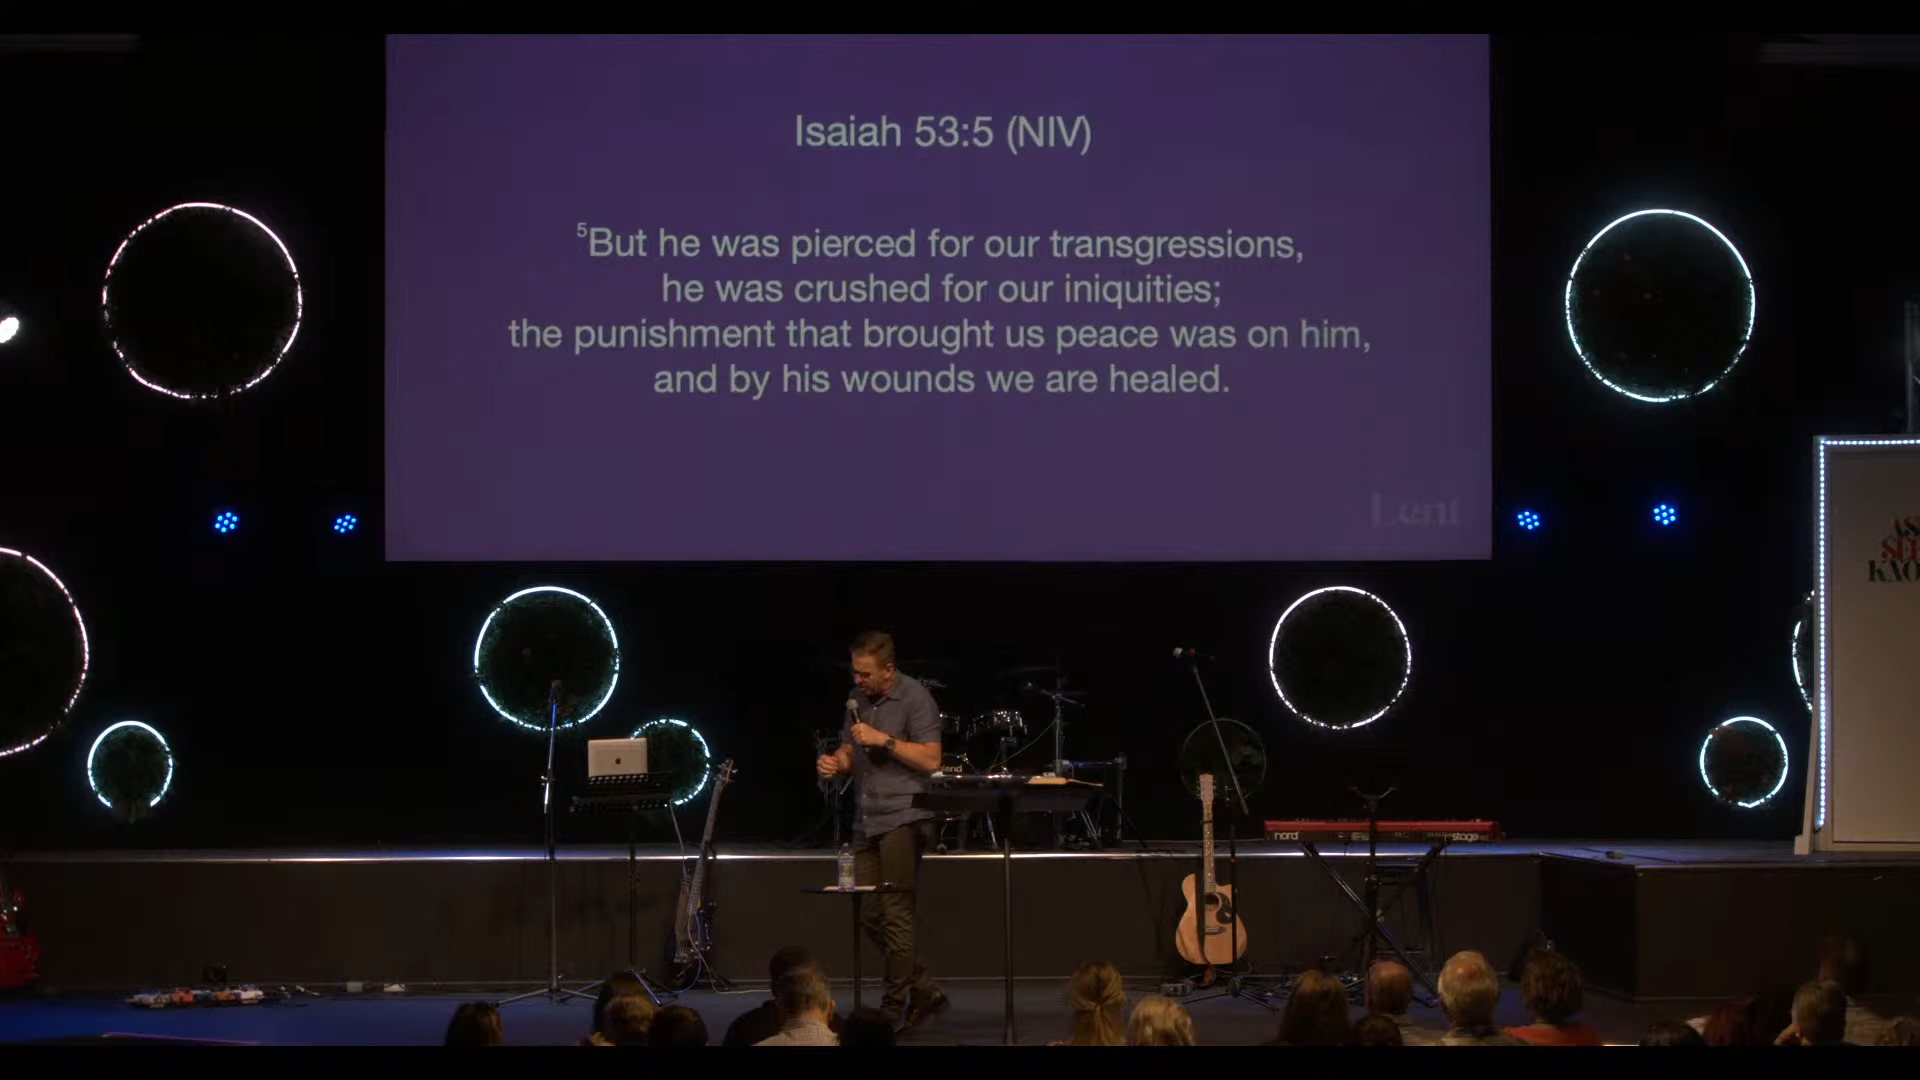 Isaiah 53:5 (NIV)
5But he was pierced for our transgressions,
he was crushed for our iniquities;
the punishment that brought us peace was on him,
and by his wounds we are healed.
Lent
nord
stage